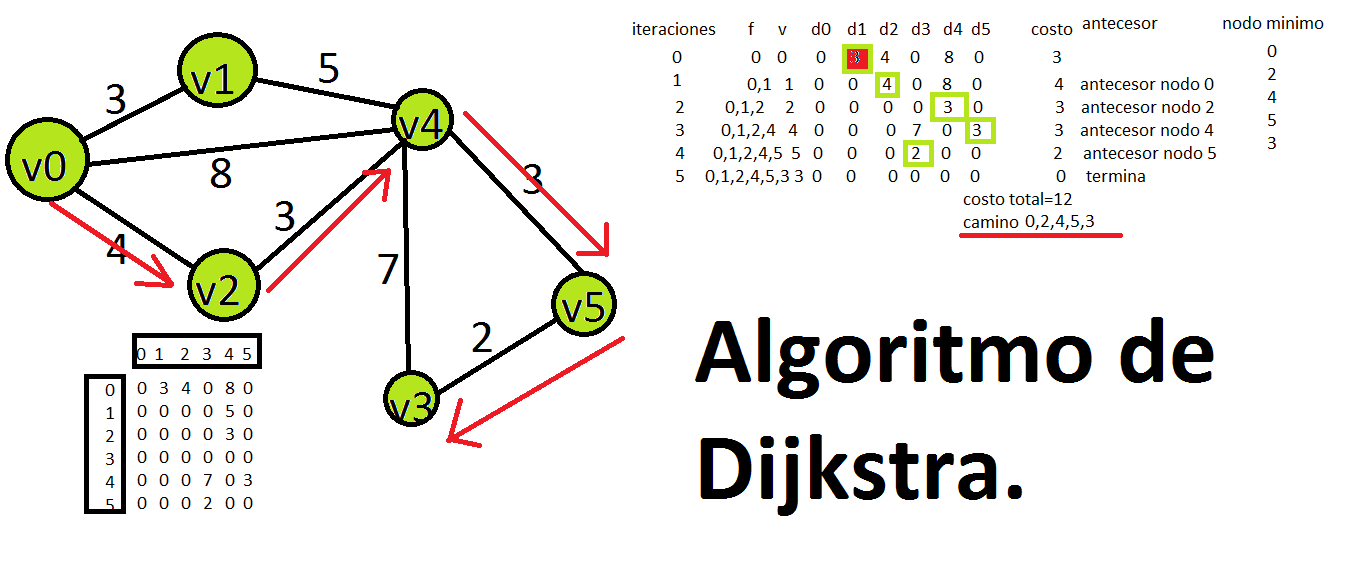 v1
5
3
v4
v0
8
3
3
4
v2
7
v5
2
v3
0 1 2 3 4 5
0 0 3 4 0 8 0
1 0 0 0 0 5 0
2 0 0 0 0 3 0
3 0 0 0 0 0 0
4 0 0 0 7 0 3
5 0 0 0 2 0 0
iteraciones f v d0 d1 d2 d3 d4 d5 costo antecesor nodo minimo
0 0 0 0 3 4 0 8 0 3 0
1 0,1 1 0 0 4 0 8 0 4 antecesor nodo 0 2
2 0,1,2 2 0 0 0 0 3 0 3 antecesor nodo 2 4
3 0,1,2,4 4 0 0 0 7 0 3 3 antecesor nodo 4 5
4 0,1,2,4,5 5 0 0 0 2 0 0 2 antecesor nodo 5 3
5 0,1,2,4,5,3 3 0 0 0 0 0 0 0 termina
costo total=12
camino 0,2,4,5,3
Algoritmo de
Dijkstra.